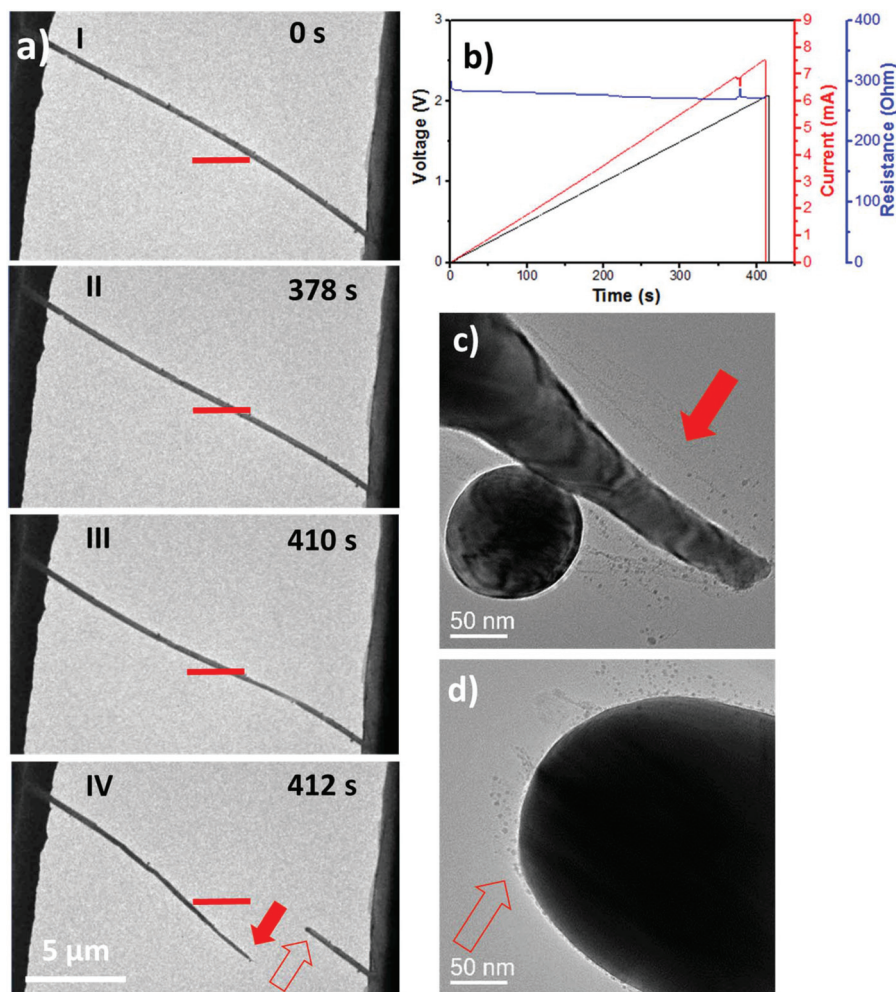 a)
I
0 s
II
378 s
III
410 s
IV
412 s
5 μm
b)
3
2
1
0
Voltage (V)
0
100
200
300
400
Time (s)
9
8
7
6
5
4
3
2
1
0
Current (mA)
400
300
200
100
0
Resistance (Ohm)
c)
50 nm
d)
50 nm